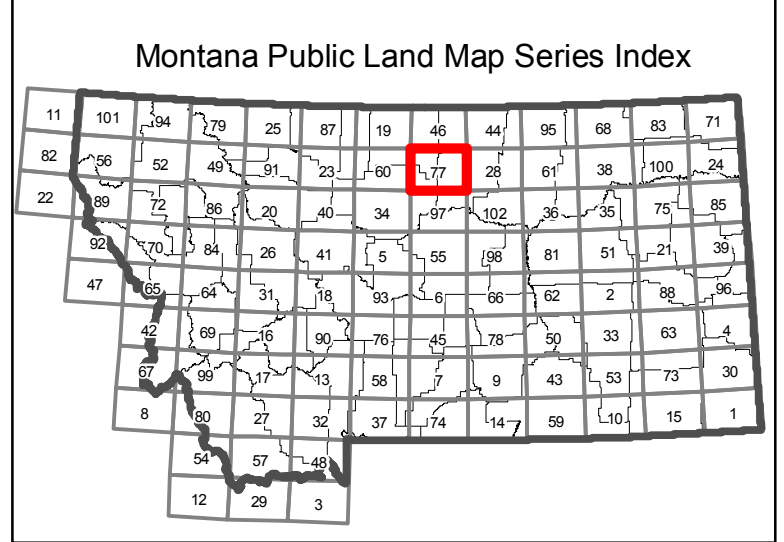 Montana Public Land Map Series Index
11 101 94 79 25 87 19 46 44 95 68 83 71
82 56 52 49 91 23 60 77 28 61 38 100 24
22 89 72 86 20 40 34 97 102 36 35 75 85
92 70 84 26 41 5 55 98 81 51 21 39
47 65 64 31 18 93 6 66 62 2 88 96
42 69 16 90 76 45 78 50 33 63 4
67 99 17 13 58 7 9 43 53 73 30
8 80 27 32 37 74 14 59 10 15 1
54 57 48
12 29 3